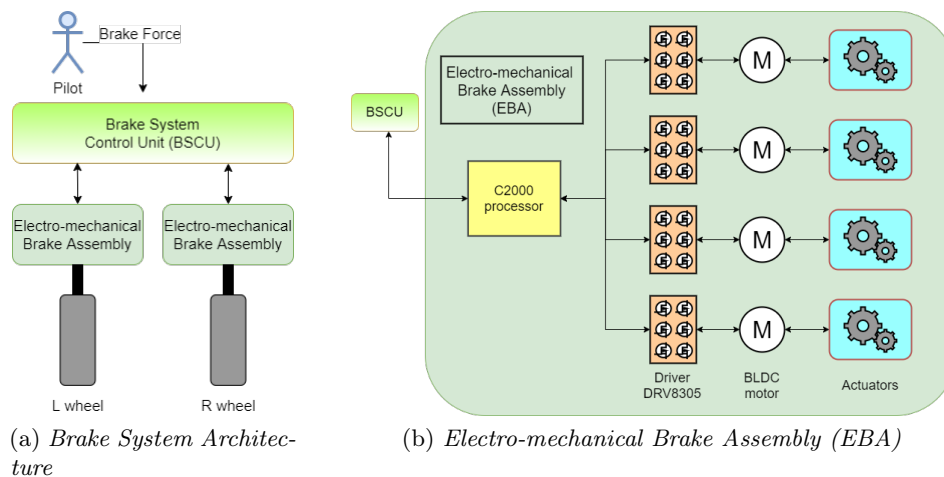 Brake Force
Pilot
Brake System
Control Unit (BSCU)
Electro-mechanical
Brake Assembly
Electro-mechanical
Brake Assembly
L wheel
R wheel
(a) Brake System Architec-
ture
Electro-mechanical
Brake Assembly
(EBA)
BSCU
C2000
processor
M
M
M
M
Driver
DRV8305
BLDC
motor
Actuators
(b) Electro-mechanical Brake Assembly (EBA)